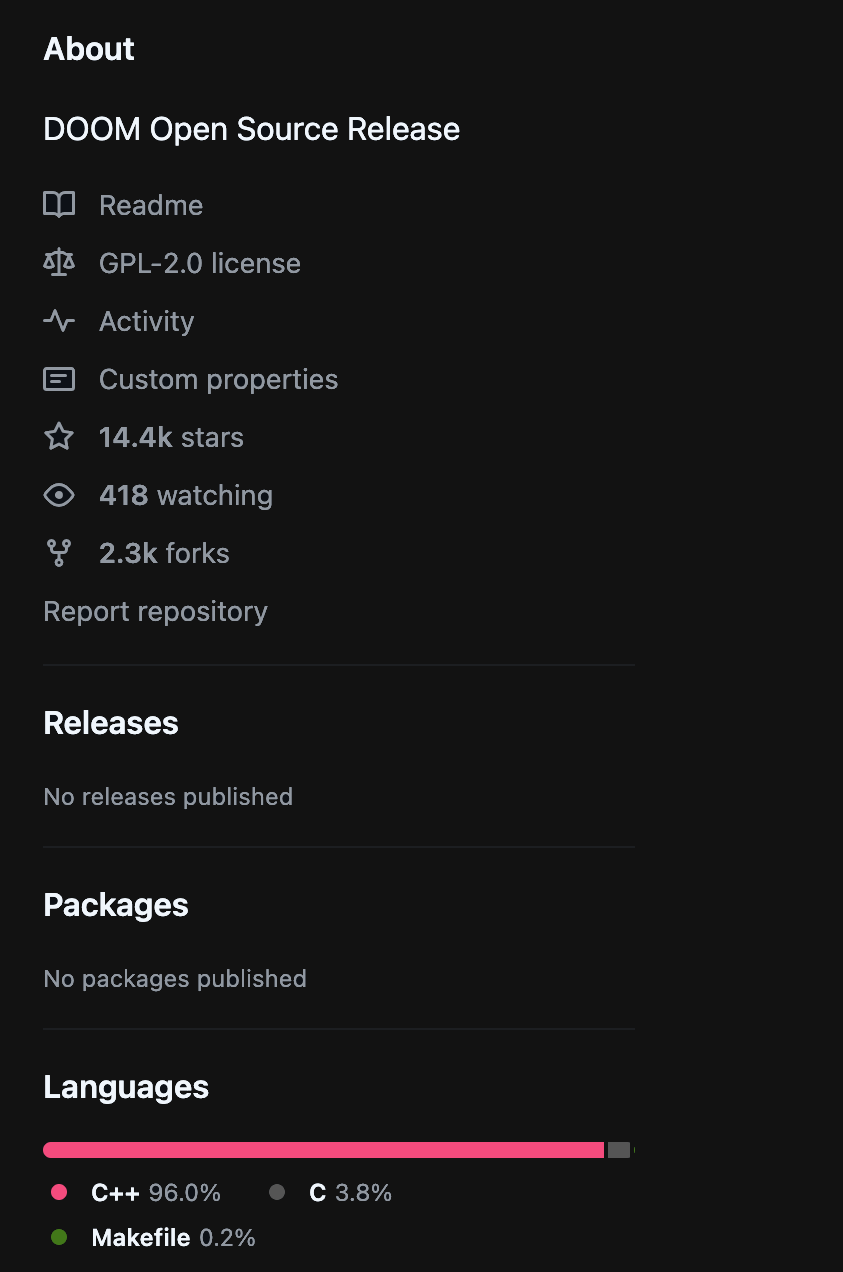 About
DOOM Open Source Release
Readme
GPL-2.0 license
Activity
Custom properties
14.4k stars
418 watching
2.3k forks
Report repository
Releases
No releases published
Packages
No packages published
Languages
C++ 96.0% C 3.8%
Makefile 0.2%